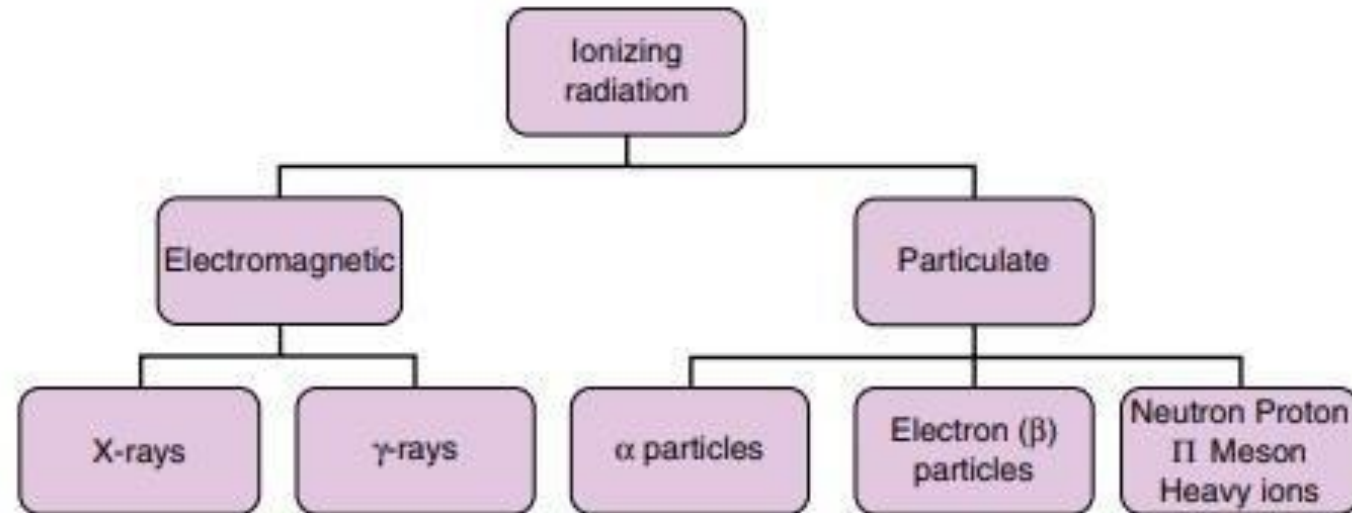 Ionizing
radiation
Electromagnetic
Particulate
X-rays
γ-rays
α particles
Electron (β)
particles
Neutron Proton
Π Meson
Heavy ions